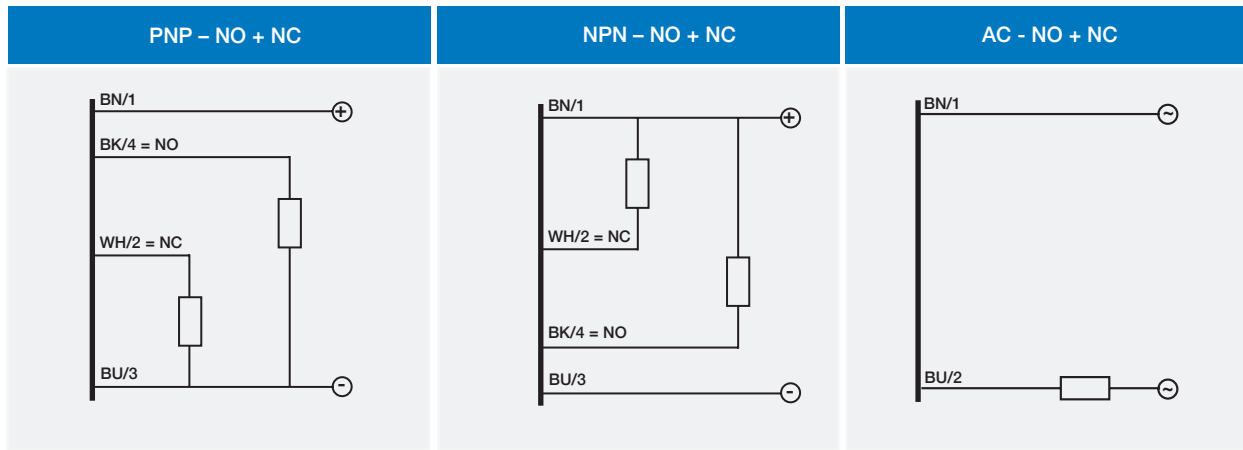 PNP – NO + NC
BN/1
+
BK/4 = NO
WH/2 = NC
BU/3
-
NPN – NO + NC
BN/1
+
WH/2 = NC
BK/4 = NO
BU/3
-
AC - NO + NC
BN/1
~
BU/2
~